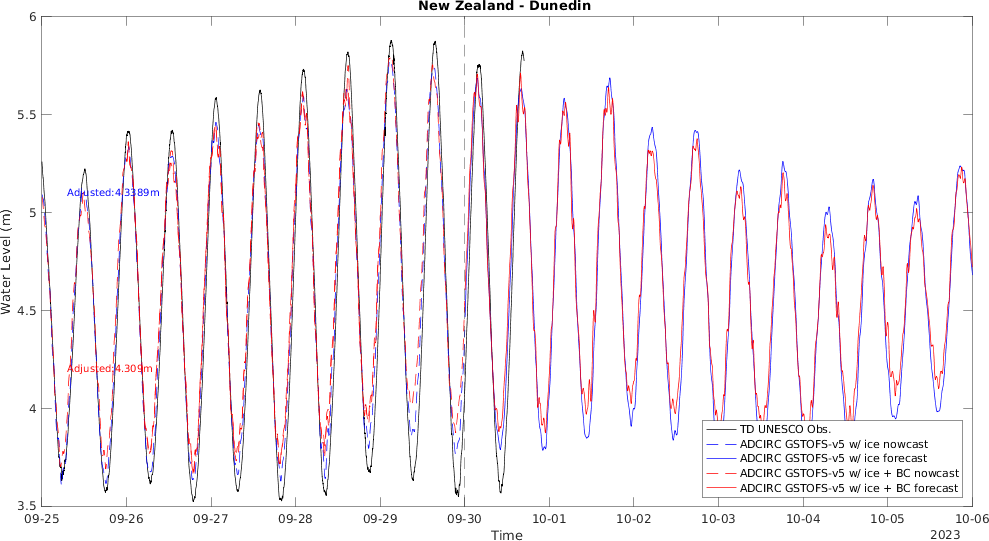 New Zealand - Dunedin
6
5.5
5
4.5
4
3.5
Water Level (m)
Adjusted:4.3389m
Adjusted:4.309m
TD UNESCO Obs.
ADCIRC GSTOFS-v5 w/ ice nowcast
ADCIRC GSTOFS-v5 w/ ice forecast
ADCIRC GSTOFS-v5 w/ ice + BC nowcast
ADCIRC GSTOFS-v5 w/ ice + BC forecast
09-25 09-26 09-27 09-28 09-29 09-30 10-01 10-02 10-03 10-04 10-05 10-06
Time
2023